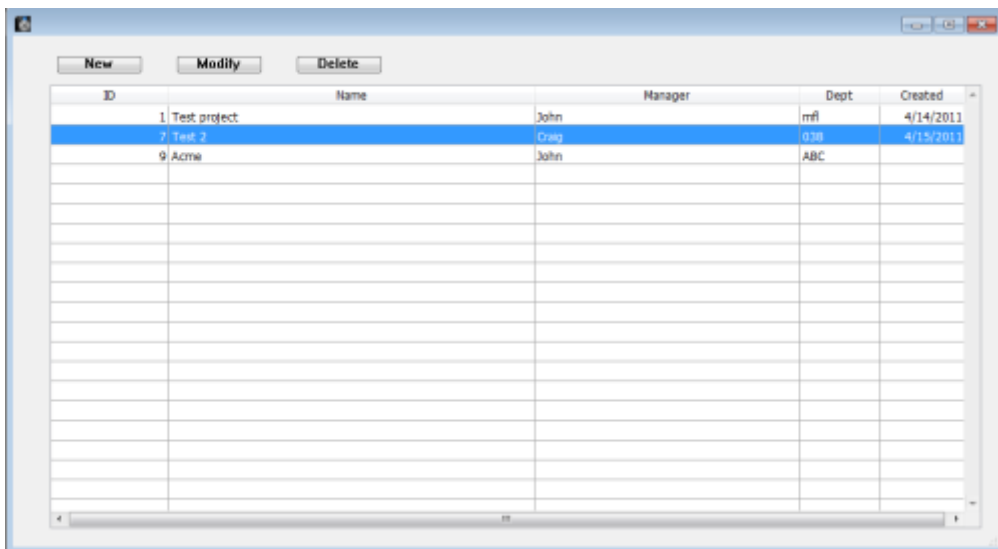 New Modify Delete
ID Name Manager Dept Created
1 Test project John mfl 4/14/2011
7 Test 2 Craig 038 4/15/2011
9 Acme John ABC